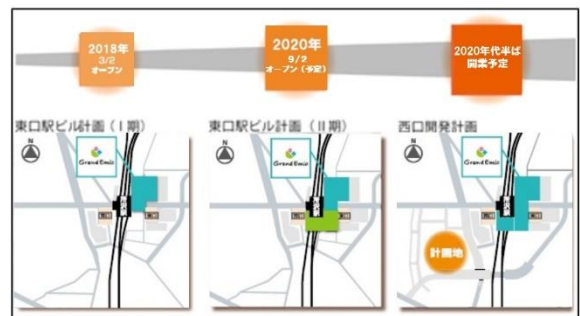 2018年
3/2
オープン
2020年
9/2
オープン（予定）
2020年代半ば
開業予定
東口駅ビル計画（Ⅰ期）
東口駅ビル計画（Ⅱ期）
西口開発計画
N
Grand Emio
N
Grand Emio
N
Grand Emio
計画地